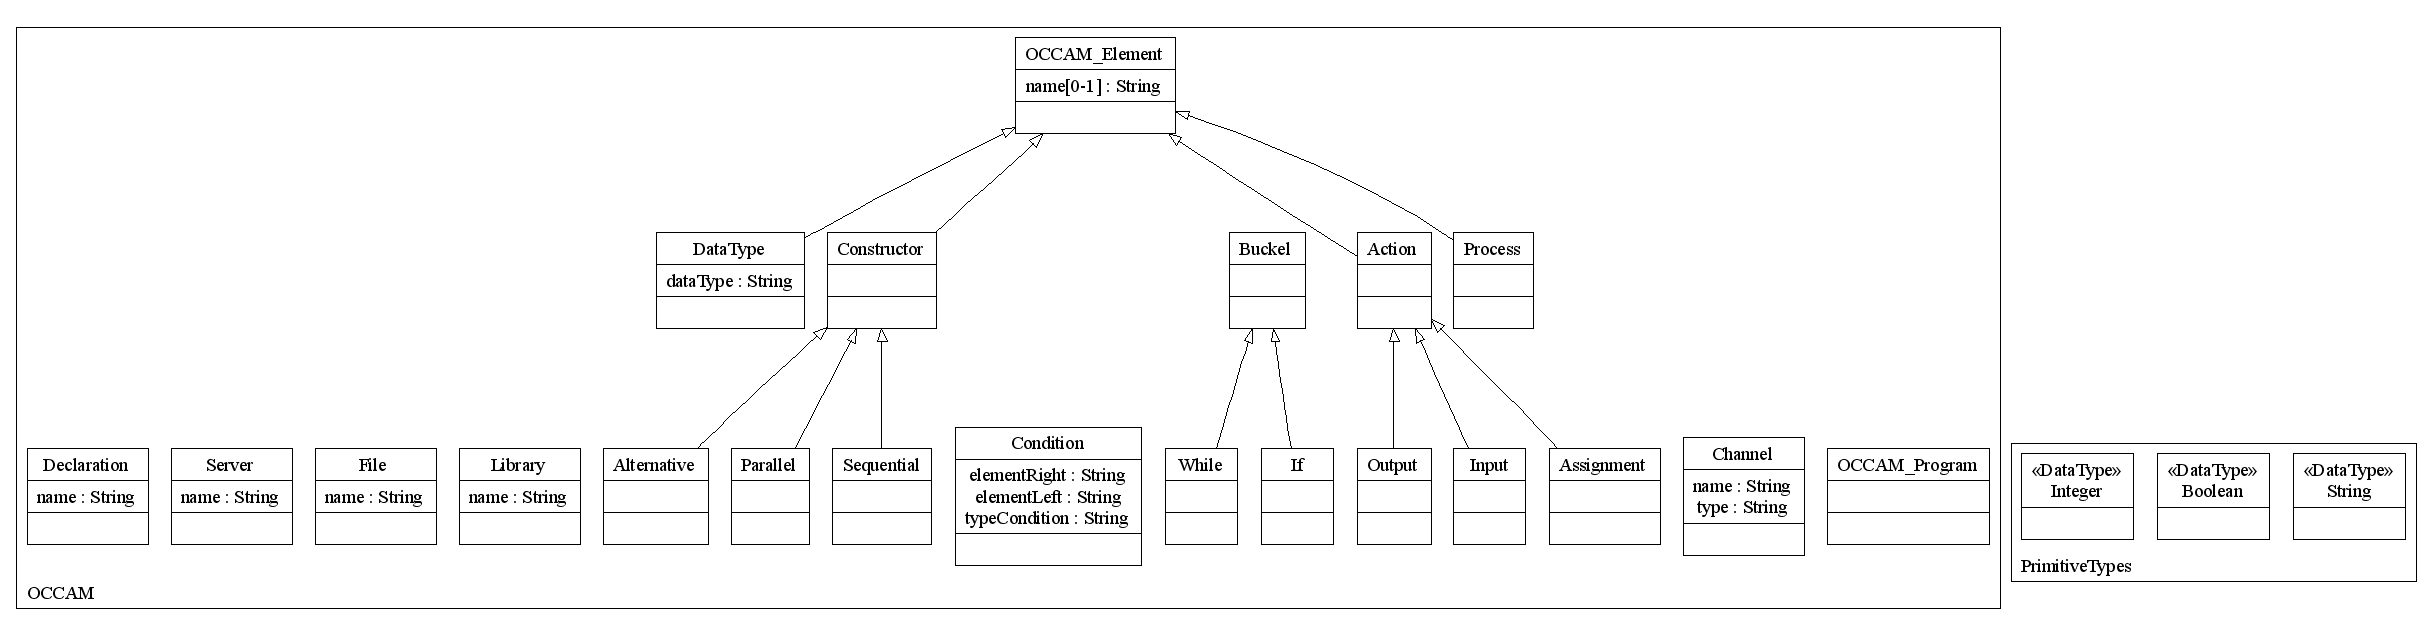 OCCAM_Element
name[0-1] : String
DataType
dataType : String
Constructor
Buckel
Action
Process
Declaration
name : String
Server
name : String
File
name : String
Library
name : String
Alternative
Parallel
Sequential
Condition
elementRight : String
elementLeft : String
typeCondition : String
While
If
Output
Input
Assignment
Channel
name : String
type : String
OCCAM_Program
OCCAM
«DataType»
Integer
«DataType»
Boolean
«DataType»
String
PrimitiveTypes